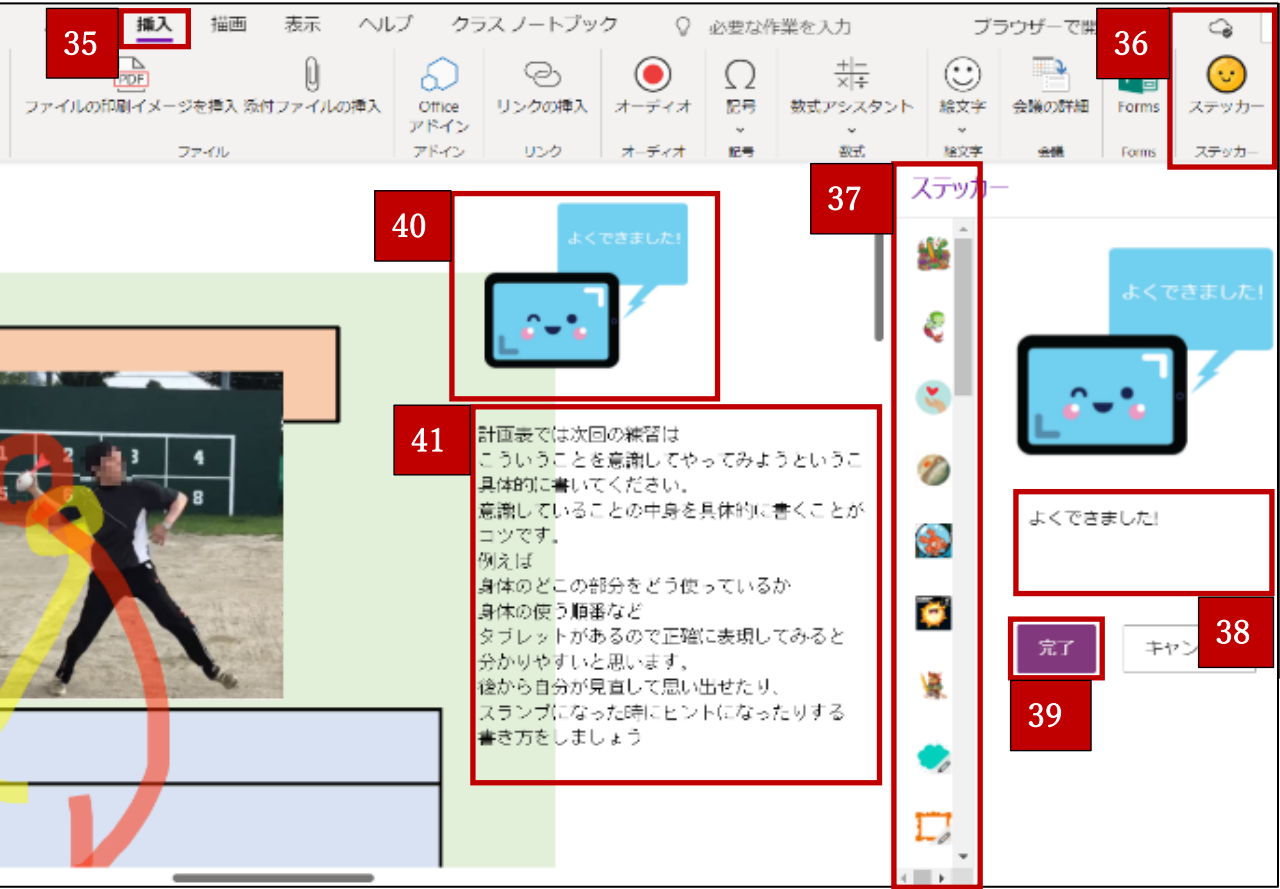 35
挿入 描画 表示 ヘルプ クラス ノートブック 必要な作業を入力 ブラウザーで開
36
PDF
ファイルの印刷イメージを挿入 添付ファイルの挿入 Office アドイン リンクの挿入 オーディオ 記号 数式アシスタント 絵文字 会議の詳細 Forms ステッカー
ファイル アドイン リンク オーディオ 記号 数式 絵文字 会議 Forms ステッカー
37
ステッカー
40
よくできました!
よくできました!
1 2 3 4
5 6 8
41
計画表では次回の練習は
こういうことを意識してやってみようというこ
具体的に書いてください。
意識していることの中身を具体的に書くことが
コツです。
例えば
身体のどこの部分をどう使っているか
身体の使う順番など
タブレットがあるので正確に表現してみると
分かりやすいと思います。
後から自分が見直して思い出せたり、
スランプになった時にヒントになったりする
書き方をしましょう
よくできました!
38
完了 キャン
39